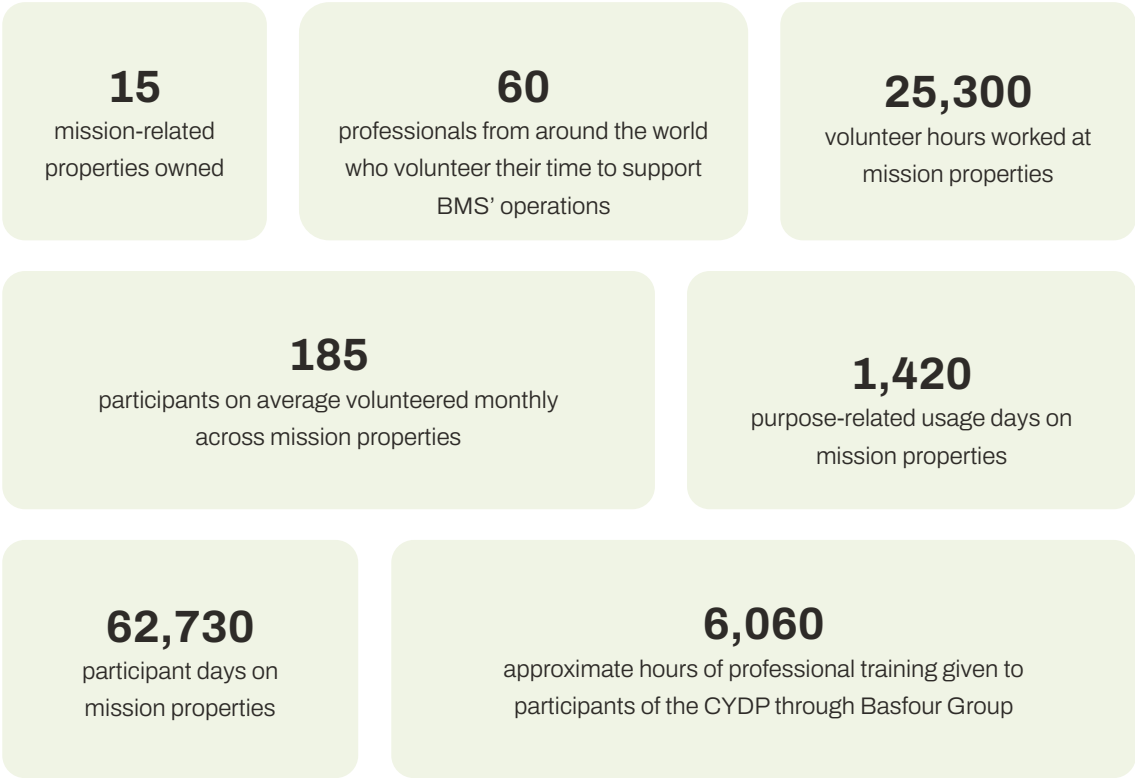 15
mission-related
properties owned
60
professionals from around the world
who volunteer their time to support
BMS’ operations
25,300
volunteer hours worked at
mission properties
185
participants on average volunteered monthly
across mission properties
1,420
purpose-related usage days on
mission properties
62,730
participant days on
mission properties
6,060
approximate hours of professional training given to
participants of the CYDP through Basfour Group